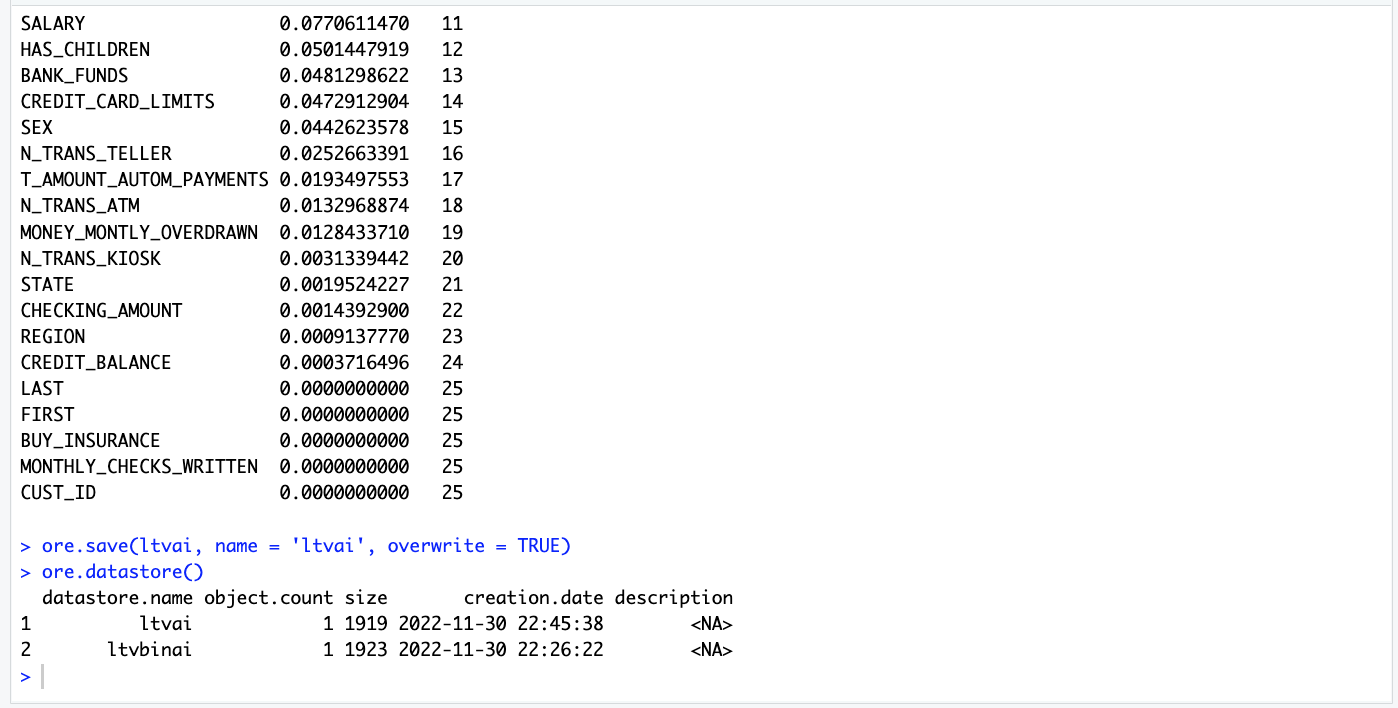 SALARY 0.0770611470 11
HAS_CHILDREN 0.0501447919 12
BANK_FUNDS 0.0481298622 13
CREDIT_CARD_LIMITS 0.0472912904 14
SEX 0.0442623578 15
N_TRANS_TELLER 0.0252663391 16
T_AMOUNT_AUTOM_PAYMENTS 0.0193497553 17
N_TRANS_ATM 0.0132968874 18
MONEY_MONTLY_OVERDRAWN 0.0128433710 19
N_TRANS_KIOSK 0.0031339442 20
STATE 0.0019524227 21
CHECKING_AMOUNT 0.0014392900 22
REGION 0.0009137770 23
CREDIT_BALANCE 0.0003716496 24
LAST 0.0000000000 25
FIRST 0.0000000000 25
BUY_INSURANCE 0.0000000000 25
MONTHLY_CHECKS_WRITTEN 0.0000000000 25
CUST_ID 0.0000000000 25
> ore.save(ltvai, name = 'ltvai', overwrite = TRUE)
> ore.datastore()
datastore.name object.count size creation.date description
1 ltvai 1 1919 2022-11-30 22:45:38 <NA>
2 ltvbinai 1 1923 2022-11-30 22:26:22 <NA>
>